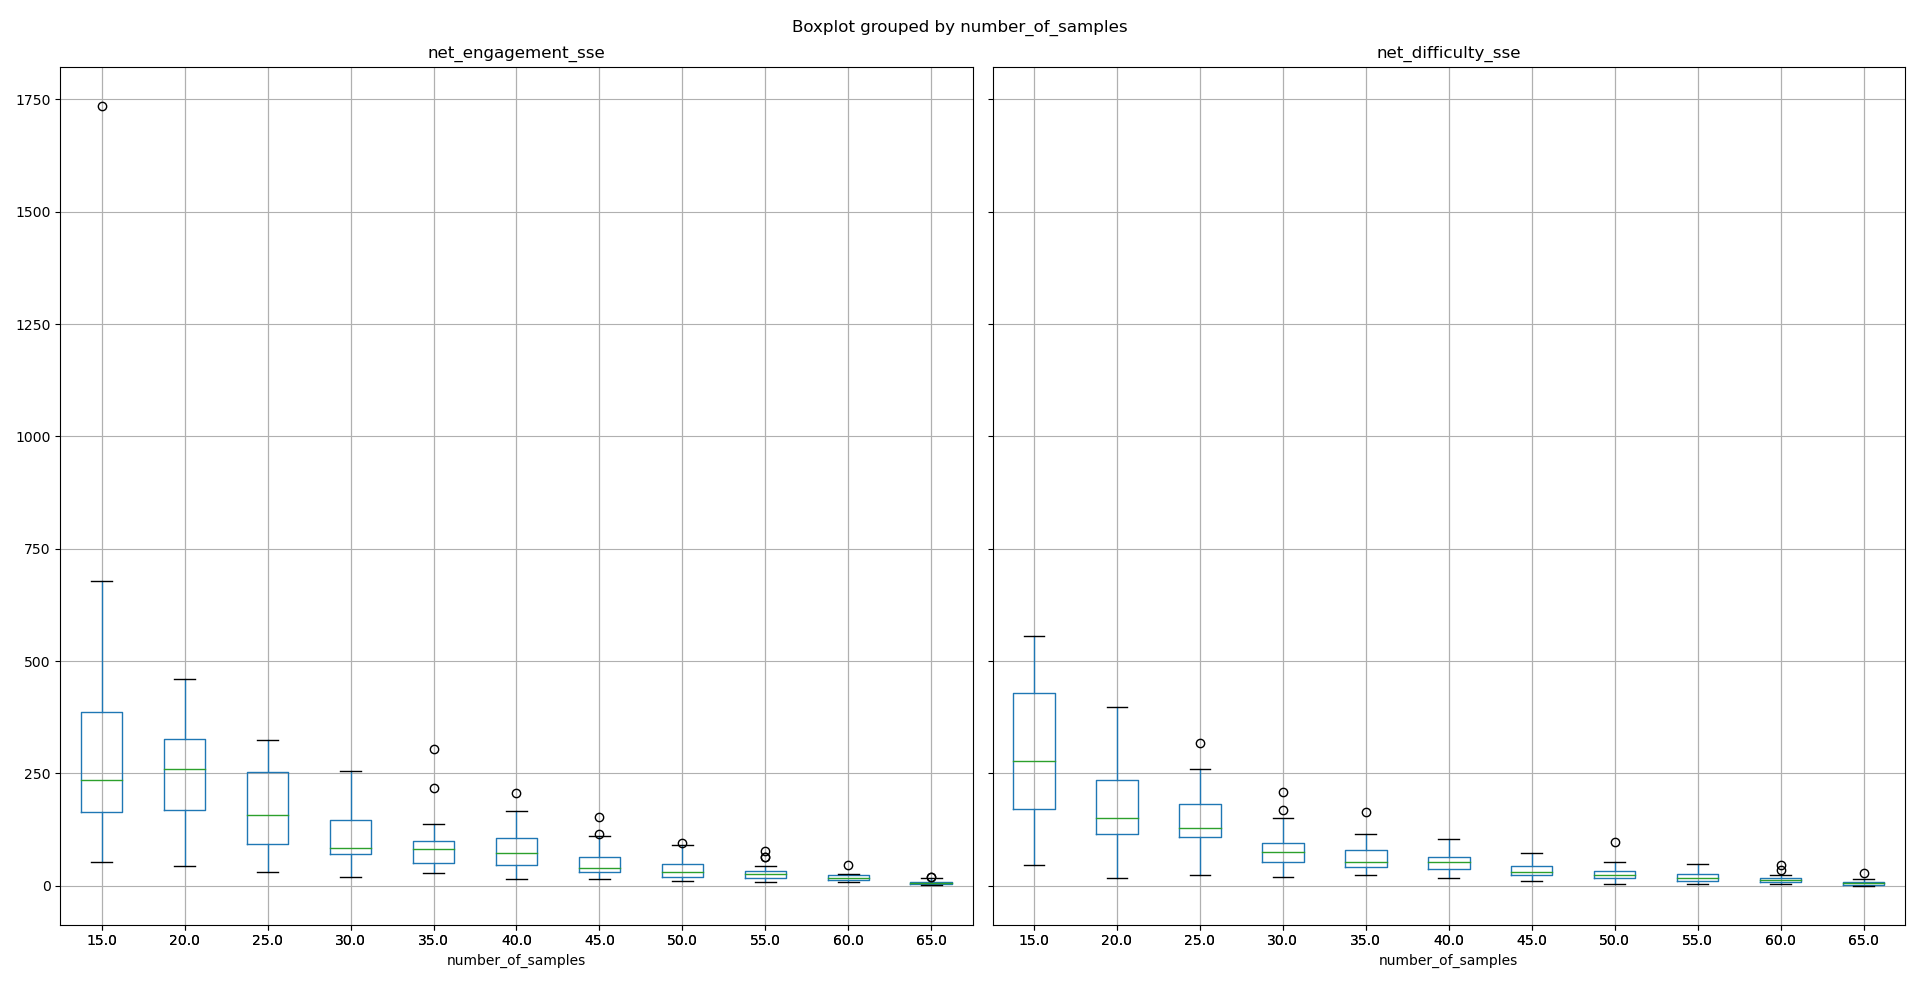 Boxplot grouped by number_of_samples
net_engagement_sse
net_difficulty_sse
1750
1500
1250
1000
750
500
250
0
15.0 20.0 25.0 30.0 35.0 40.0 45.0 50.0 55.0 60.0 65.0
15.0 20.0 25.0 30.0 35.0 40.0 45.0 50.0 55.0 60.0 65.0
number_of_samples
number_of_samples